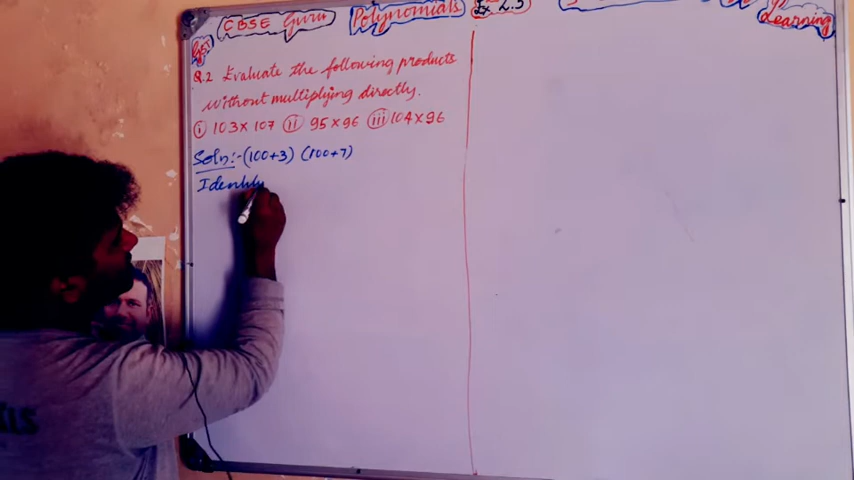 CBSE Guru Polynomials Ex 2.5
Learning
Q.2 Evaluate the following products
without multiplying directly.
(i) 103 x 107 (ii) 95 x 96 (iii) 104 x 96
Soln:- (100+3) (100+7)
Identity